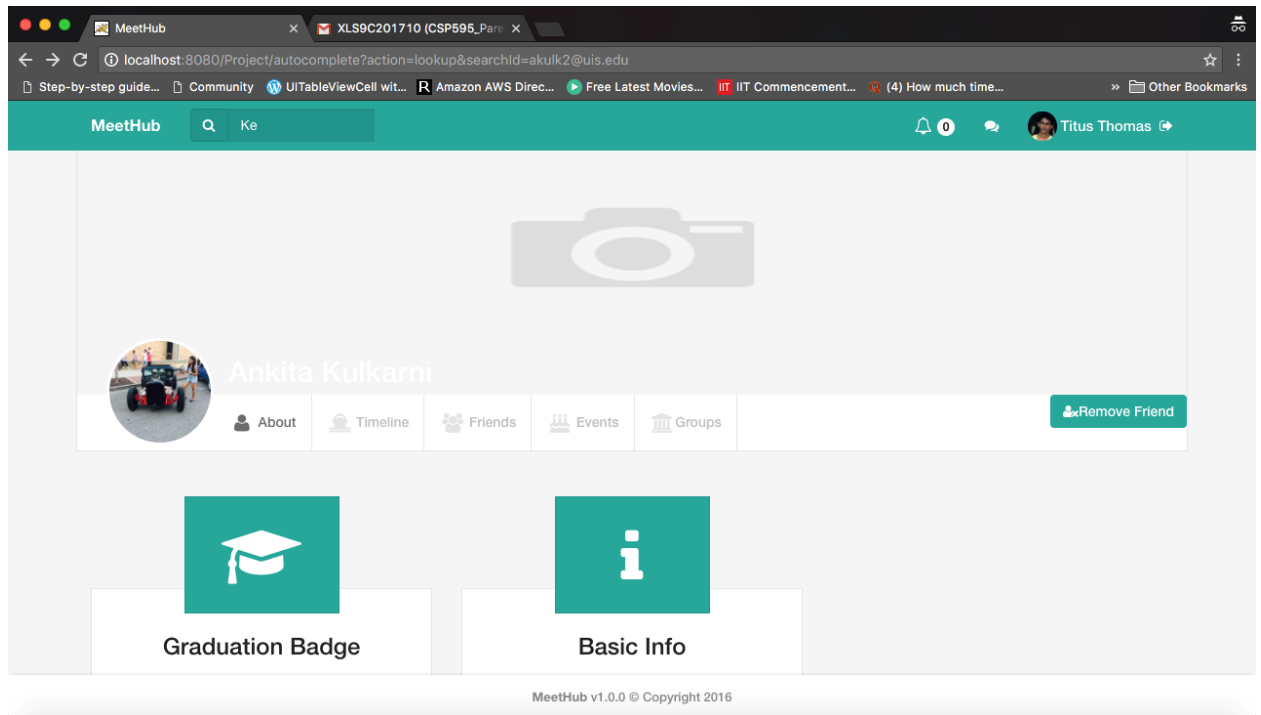 MeetHub
XLS9C201710 (CSP595_Pare
localhost:8080/Project/autocomplete?action=lookup&searchId=akulk2@uis.edu
Step-by-step guide... Community UITableViewCell wit... R Amazon AWS Direc... Free Latest Movies... IIT IIT Commencement... (4) How much time... » Other Bookmarks
MeetHub Ke 0 Titus Thomas
Ankita Kulkarni
About Timeline Friends Events Groups Remove Friend
Graduation Badge Basic Info
MeetHub v1.0.0 © Copyright 2016